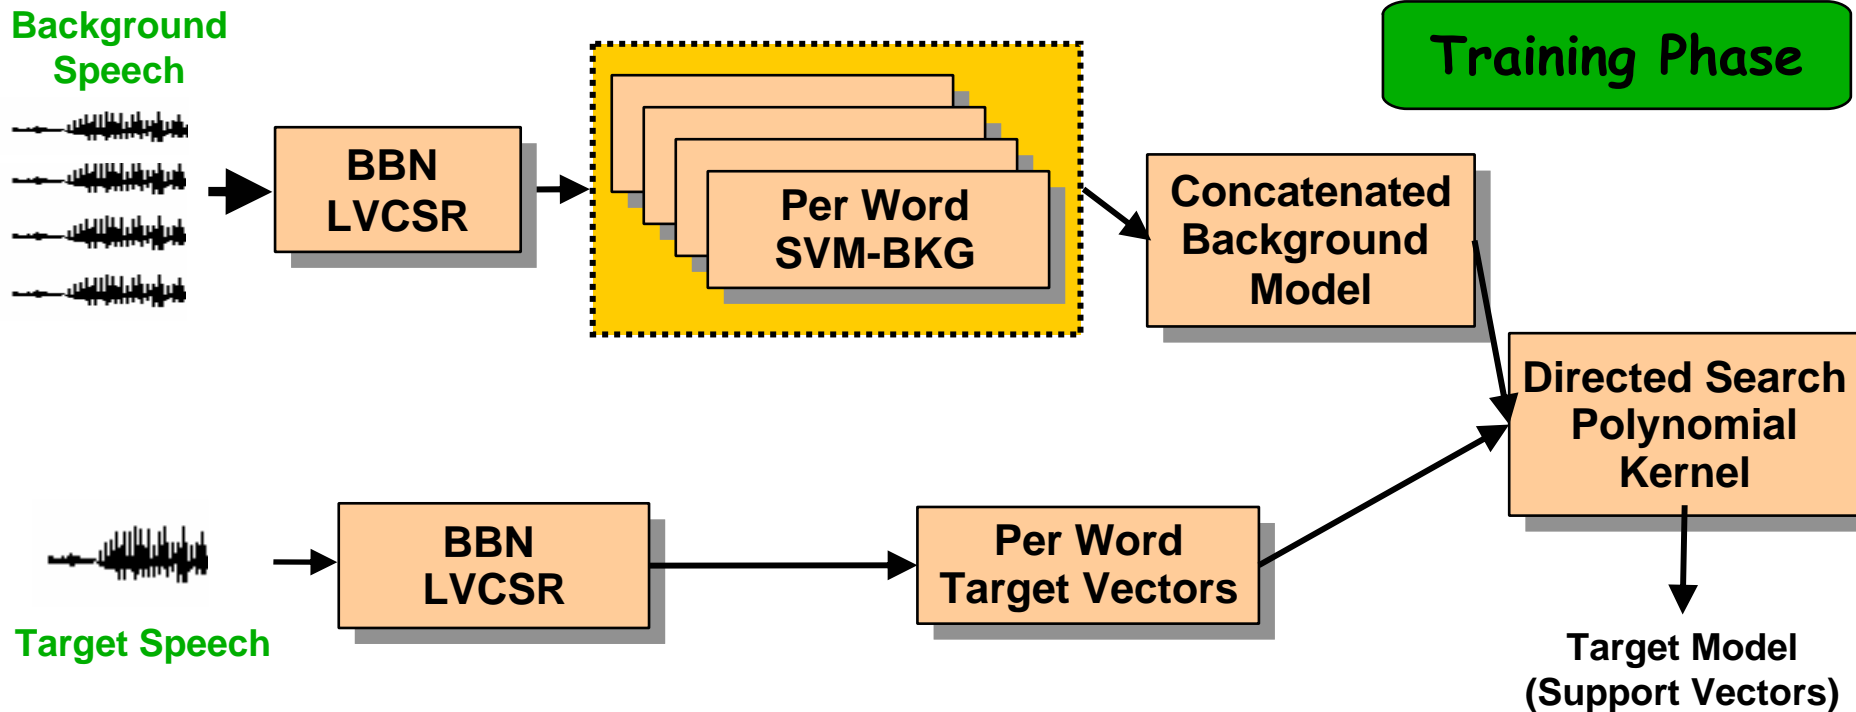 Background
Speech
Training Phase
BBN
LVCSR
Per Word
SVM-BKG
Concatenated
Background
Model
Directed Search
Polynomial
Kernel
BBN
LVCSR
Per Word
Target Vectors
Target Speech
Target Model
(Support Vectors)